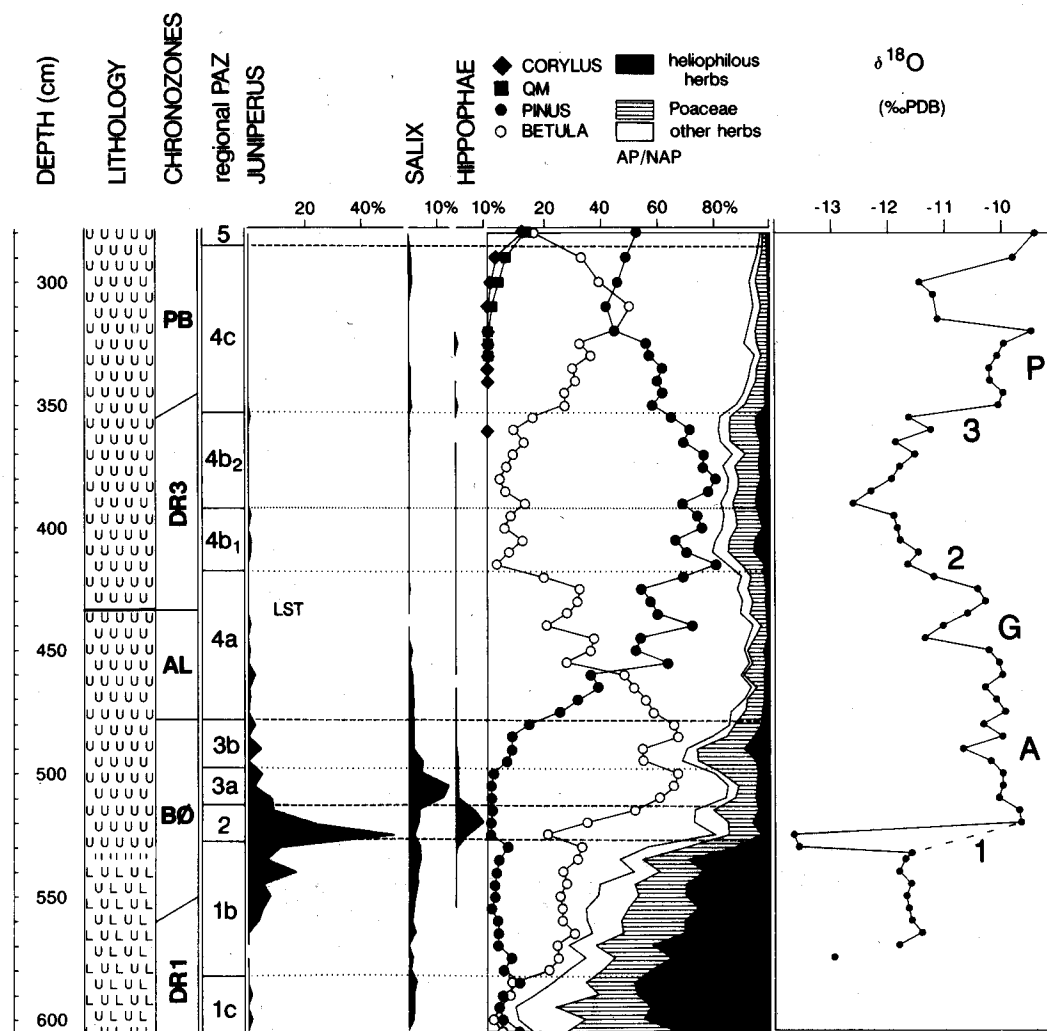 DEPTH (cm)
LITHOLOGY
CHRONOZONES
regional PAZ
JUNIPERUS
SALIX
HIPPOPHAE
CORYLUS
QM
PINUS
BETULA
heliophilous herbs
Poaceae
other herbs
AP/NAP
δ18O
(‰PDB)
20 40% 10% 10% 20 40 60 80%
-13 -12 -11 -10
300
350
400
450
500
550
600
PB
DR3
AL
BØ
DR1
5
4c
4b2
4b1
4a
3b
3a
2
1b
1c
LST
P
3
2
G
A
1